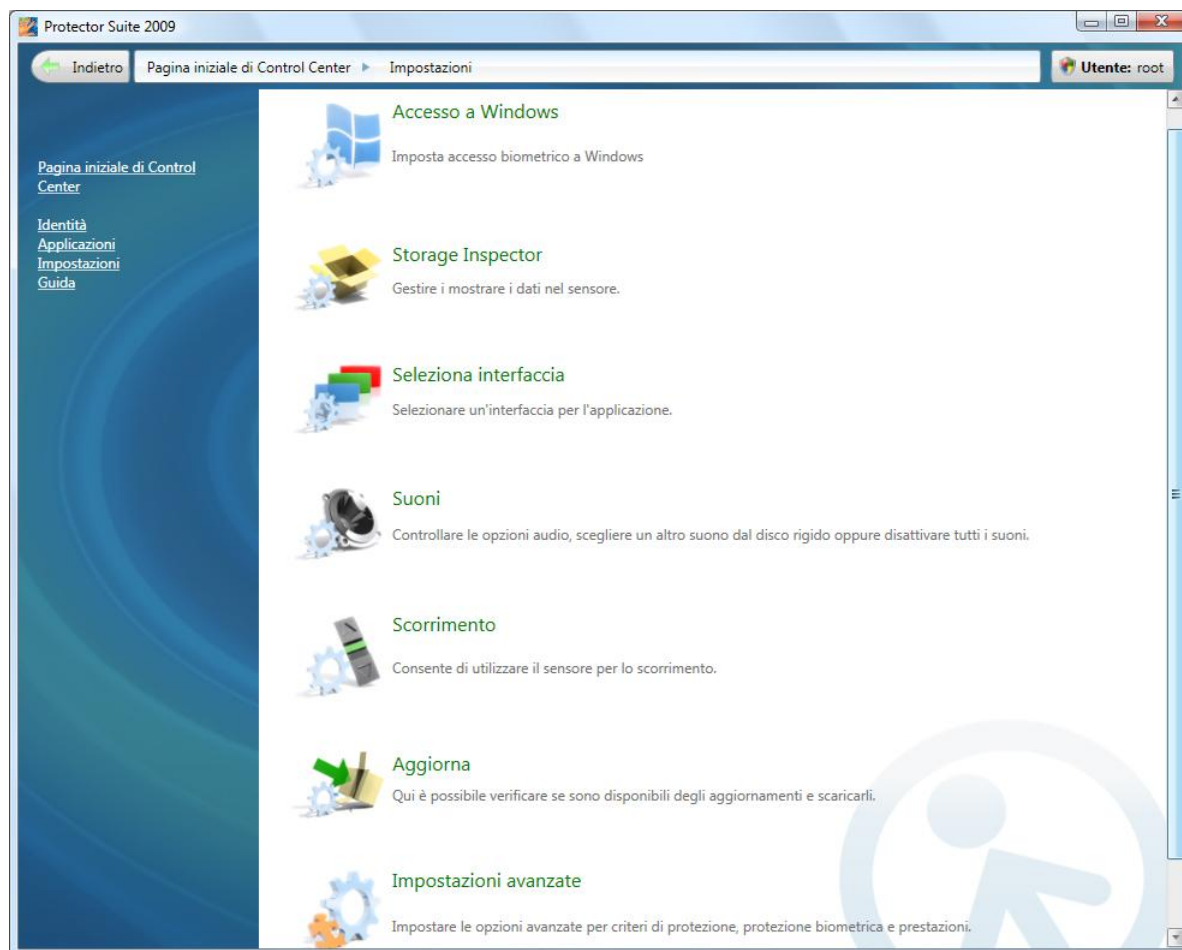 Protector Suite 2009
Indietro
Pagina iniziale di Control Center
Impostazioni
Utente: root
Pagina iniziale di Control
Center
Identità
Applicazioni
Impostazioni
Guida
Accesso a Windows
Imposta accesso biometrico a Windows
Storage Inspector
Gestire i mostrare i dati nel sensore.
Seleziona interfaccia
Selezionare un'interfaccia per l'applicazione.
Suoni
Controllare le opzioni audio, scegliere un altro suono dal disco rigido oppure disattivare tutti i suoni.
Scorrimento
Consente di utilizzare il sensore per lo scorrimento.
Aggiorna
Qui è possibile verificare se sono disponibili degli aggiornamenti e scaricarli.
Impostazioni avanzate
Impostare le opzioni avanzate per criteri di protezione, protezione biometrica e prestazioni.